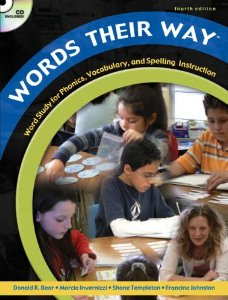 CD
INCLUDED!
fourth edition
WORDS THEIR WAY™
Word Study for Phonics, Vocabulary, and Spelling Instruction
Donald R. Bear • Marcia Invernizzi • Shane Templeton • Francine Johnston